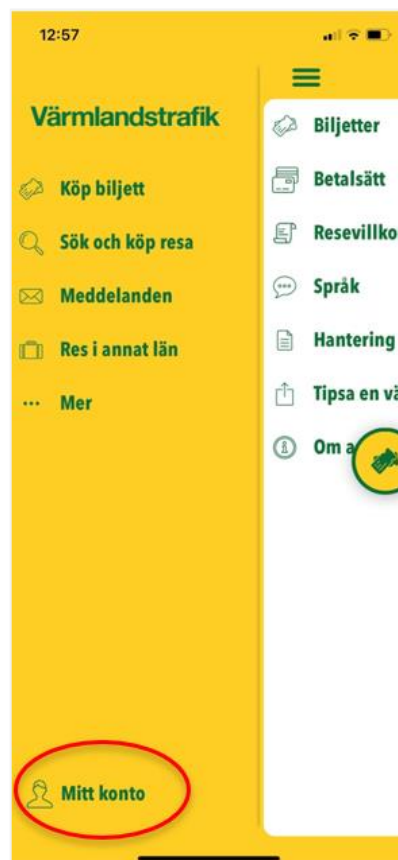 12:57
Värmlandstrafik
Köp biljett
Sök och köp resa
Meddelanden
Res i annat län
Mer
Mitt konto
Biljetter
Betalsätt
Resevillko
Språk
Hantering
Tipsa en vä
Om a